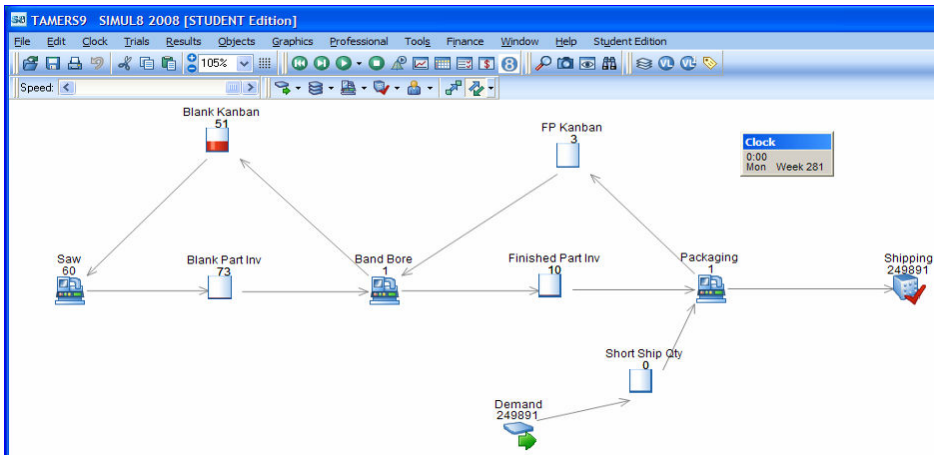 S8 TAMERS9 SIMUL8 2008 [STUDENT Edition]
File Edit Clock Trials Results Objects Graphics Professional Tools Finance Window Help Student Edition
105%
Speed:
Blank Kanban
51
FP Kanban
3
Clock
0:00
Mon Week 281
Saw
60
Blank Part Inv
73
Band Bore
1
Finished Part Inv
10
Packaging
1
Shipping
249891
Short Ship Qty
0
Demand
249891